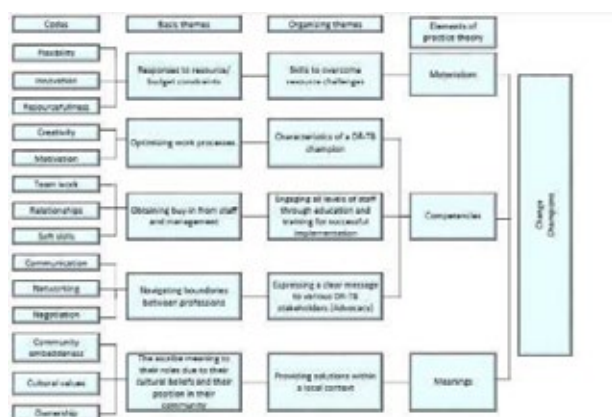 Codes
Basic themes
Organising themes
Elements of
practice theory
Flexibility
Innovation
Resourcefulness
Responses to resource/
budget constraints
Skills to overcome
resource challenges
Materialism
Creativity
Motivation
Optimising work processes
Characteristics of a DR-TB
champion
Team work
Relationships
Soft skills
Obtaining buy-in from staff
and management
Engaging all levels of staff
through education and
training for successful
implementation
Competencies
Communication
Networking
Negotiation
Navigating boundaries
between professions
Expressing a clear message
to various DR-TB
stakeholders (Advocacy)
Community
embeddedness
Cultural values
Ownership
The ascribe meaning to
their roles due to their
cultural beliefs and their
position in their
community
Providing solutions within
a local context
Meanings
Change
Champions